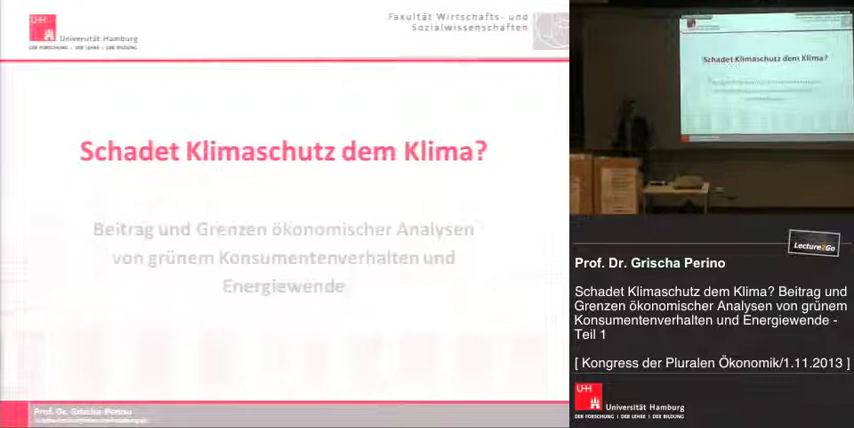 U+H
Universität Hamburg
DER FORSCHUNG | DER LEHRE | DER BILDUNG
Fakultät Wirtschafts- und
Sozialwissenschaften
Schadet Klimaschutz dem Klima?
Beitrag und Grenzen ökonomischer Analysen
von grünem Konsumentenverhalten und
Energiewende
Prof. Dr. Grischa Perino
Schadet Klimaschutz dem Klima?
Lecture2Go
Prof. Dr. Grischa Perino
Schadet Klimaschutz dem Klima? Beitrag und
Grenzen ökonomischer Analysen von grünem
Konsumentenverhalten und Energiewende -
Teil 1
[ Kongress der Pluralen Ökonomik/1.11.2013 ]
U+H
Universität Hamburg
DER FORSCHUNG | DER LEHRE | DER BILDUNG